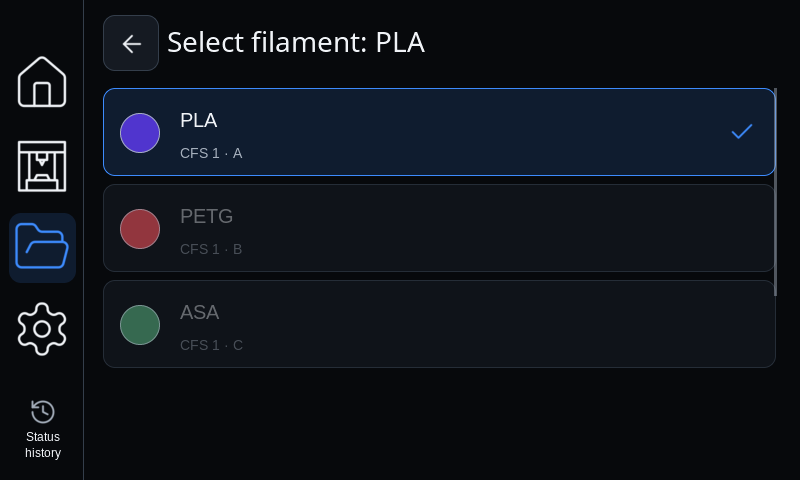 Select filament: PLA
PLA
CFS 1 · A
PETG
CFS 1 · B
ASA
CFS 1 · C
Status
history